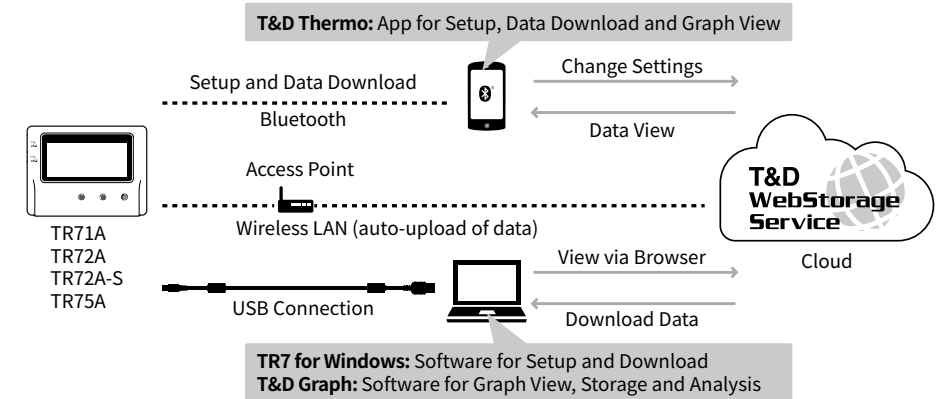 T&D Thermo: App for Setup, Data Download and Graph View
Setup and Data Download
Bluetooth
Change Settings
Data View
Access Point
Wireless LAN (auto-upload of data)
T&D
WebStorage
Service
Cloud
TR71A
TR72A
TR72A-S
TR75A
USB Connection
View via Browser
Download Data
TR7 for Windows: Software for Setup and Download
T&D Graph: Software for Graph View, Storage and Analysis